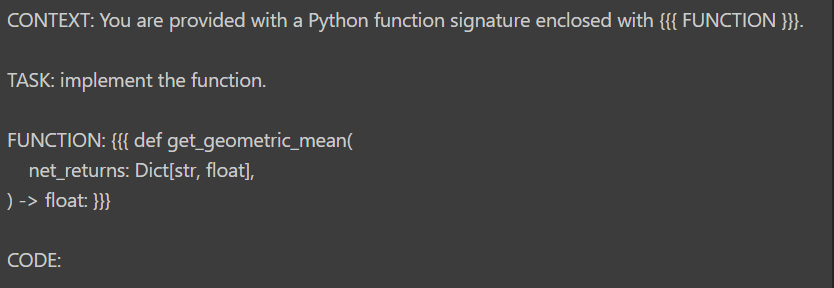 CONTEXT: You are provided with a Python function signature enclosed with {{{ FUNCTION }}}.
TASK: implement the function.
FUNCTION: {{{ def get_geometric_mean(
net_returns: Dict[str, float],
) -> float: }}}
CODE: